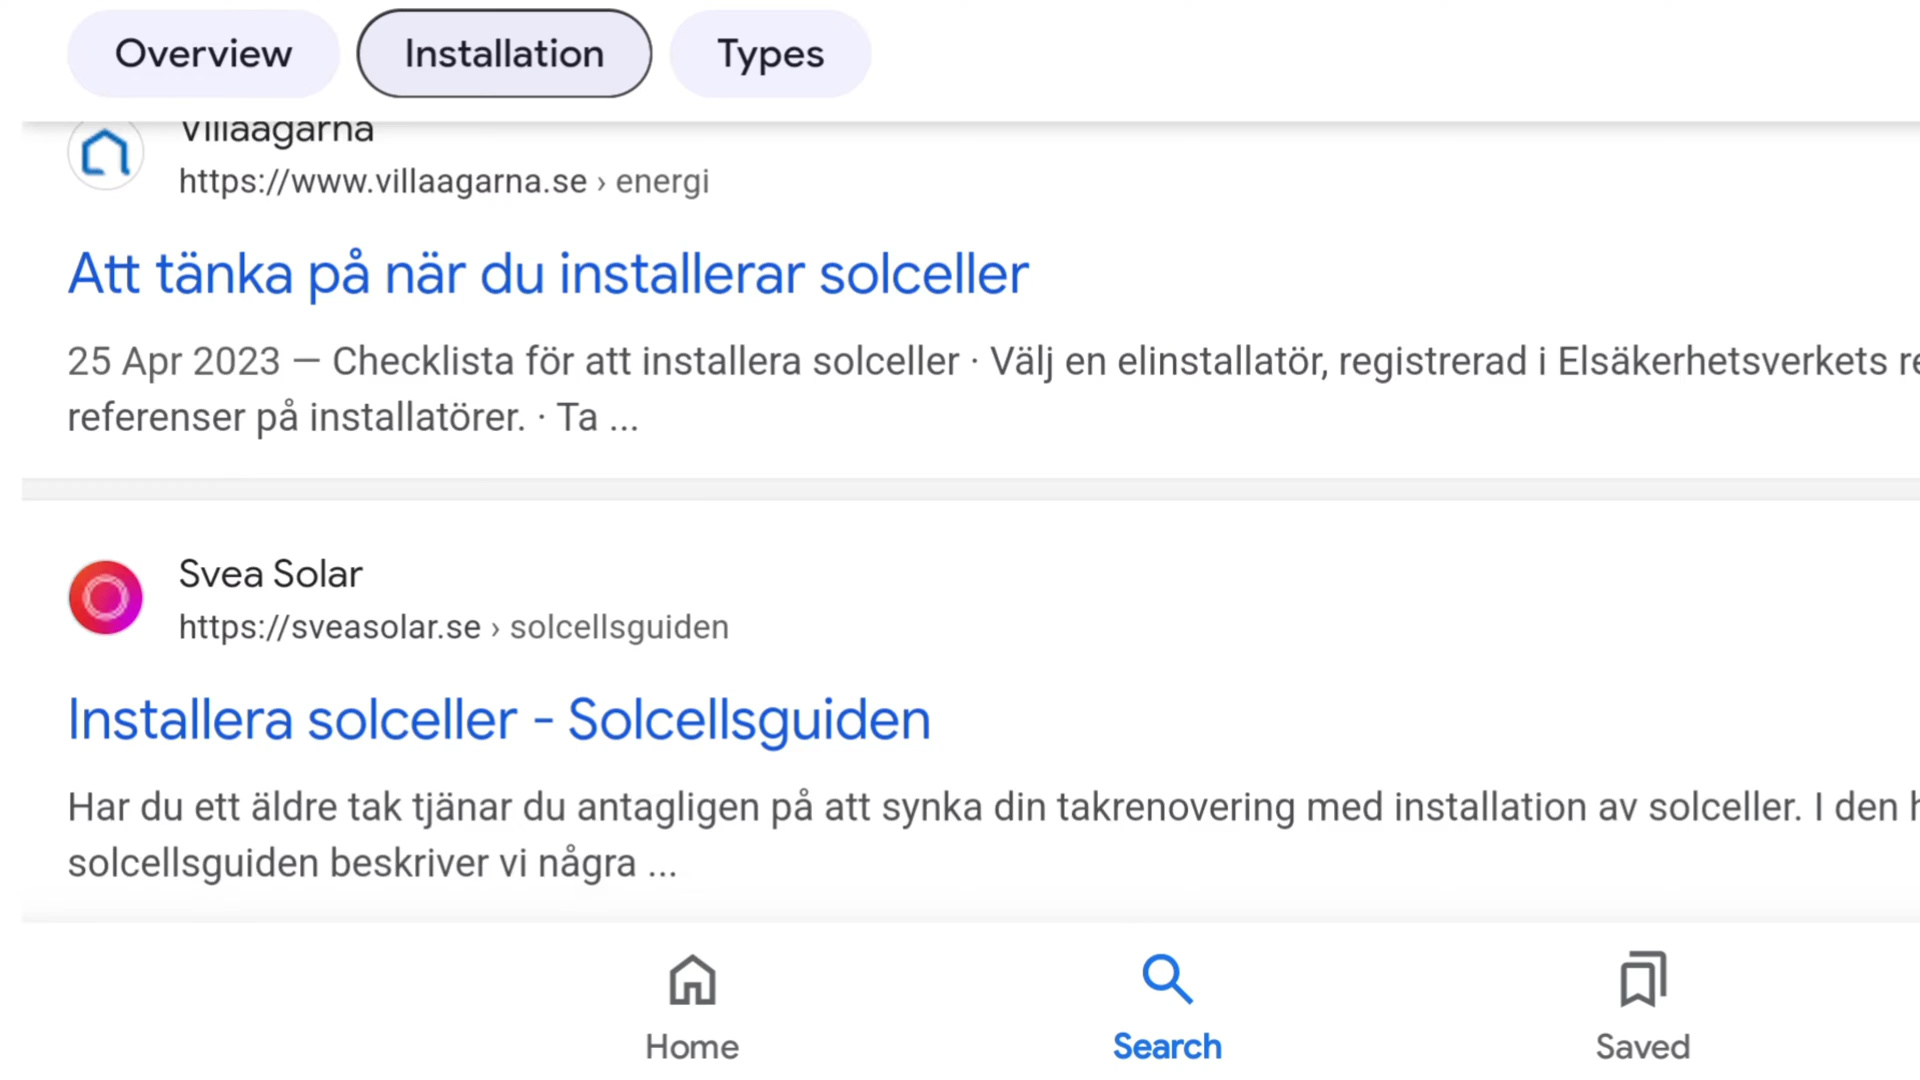 Overview Installation Types
Villaägarna
https://www.villaagarna.se › energi
Att tänka på när du installerar solceller
25 Apr 2023 — Checklista för att installera solceller · Välj en elinstallatör, registrerad i Elsäkerhetsverkets
referenser på installatörer. · Ta ...
Svea Solar
https://sveasolar.se › solcellsguiden
Installera solceller - Solcellsguiden
Har du ett äldre tak tjänar du antagligen på att synka din takrenovering med installation av solceller. I den
solcellsguiden beskriver vi några ...
Home Search Saved